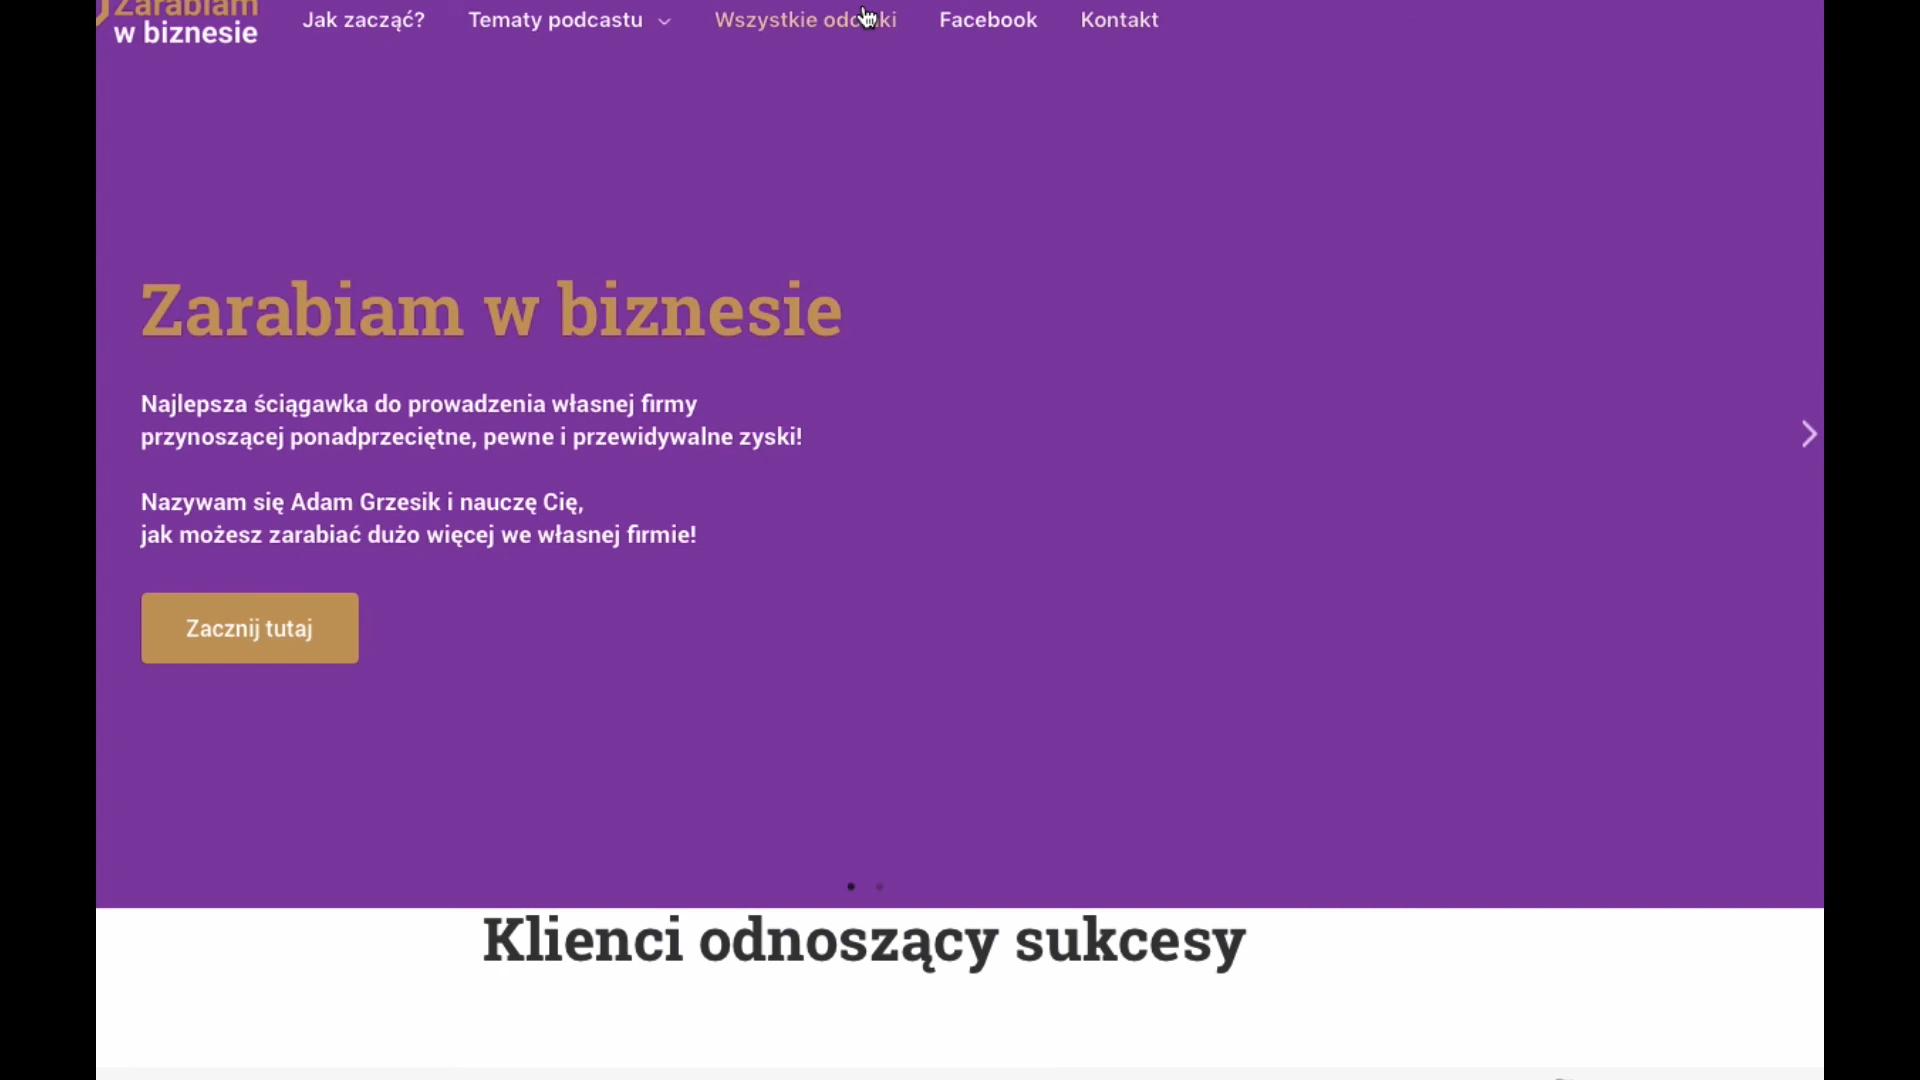 Zarabiam
w biznesie
Jak zacząć?
Tematy podcastu
Wszystkie
Facebook
Kontakt
Zarabiam w biznesie
Najlepsza ściągawka do prowadzenia własnej firmy
przynoszącej ponadprzeciętne, pewne i przewidywalne zyski!
Nazywam się Adam Grzesik i nauczę Cię,
jak możesz zarabiać dużo więcej we własnej firmie!
Zacznij tutaj
Klienci odnoszący sukcesy